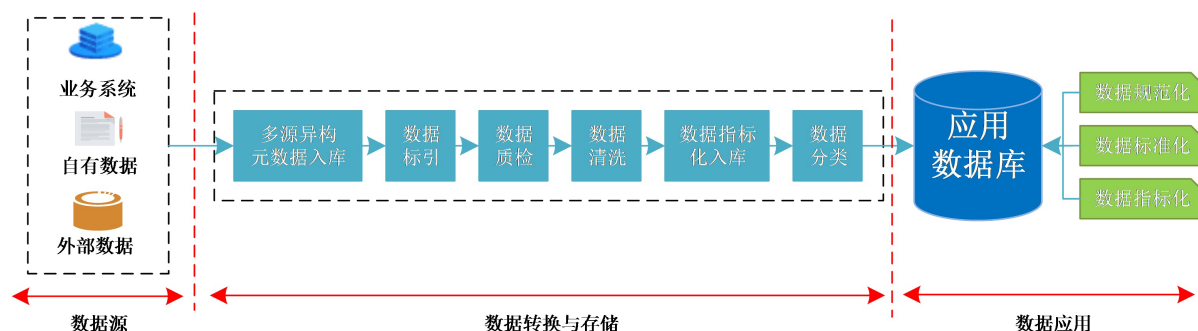 业务系统
自有数据
外部数据
多源异构
元数据入库
数据
标引
数据
质检
数据
清洗
数据指标
化入库
数据
分类
应用
数据库
数据规范化
数据标准化
数据指标化
数据源
数据转换与存储
数据应用